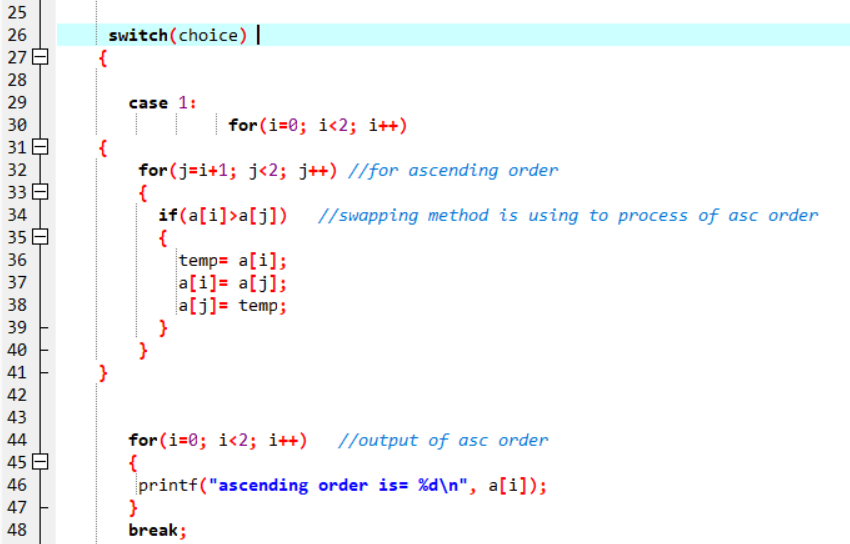 25
26 switch(choice)
27 {
28
29 case 1:
30 for(i=0; i<2; i++)
31 {
32 for(j=i+1; j<2; j++) //for ascending order
33 {
34 if(a[i]>a[j]) //swapping method is using to process of asc order
35 {
36 temp= a[i];
37 a[i]= a[j];
38 a[j]= temp;
39 }
40 }
41 }
42
43
44 for(i=0; i<2; i++) //output of asc order
45 {
46 printf("ascending order is= %d\n", a[i]);
47 }
48 break;